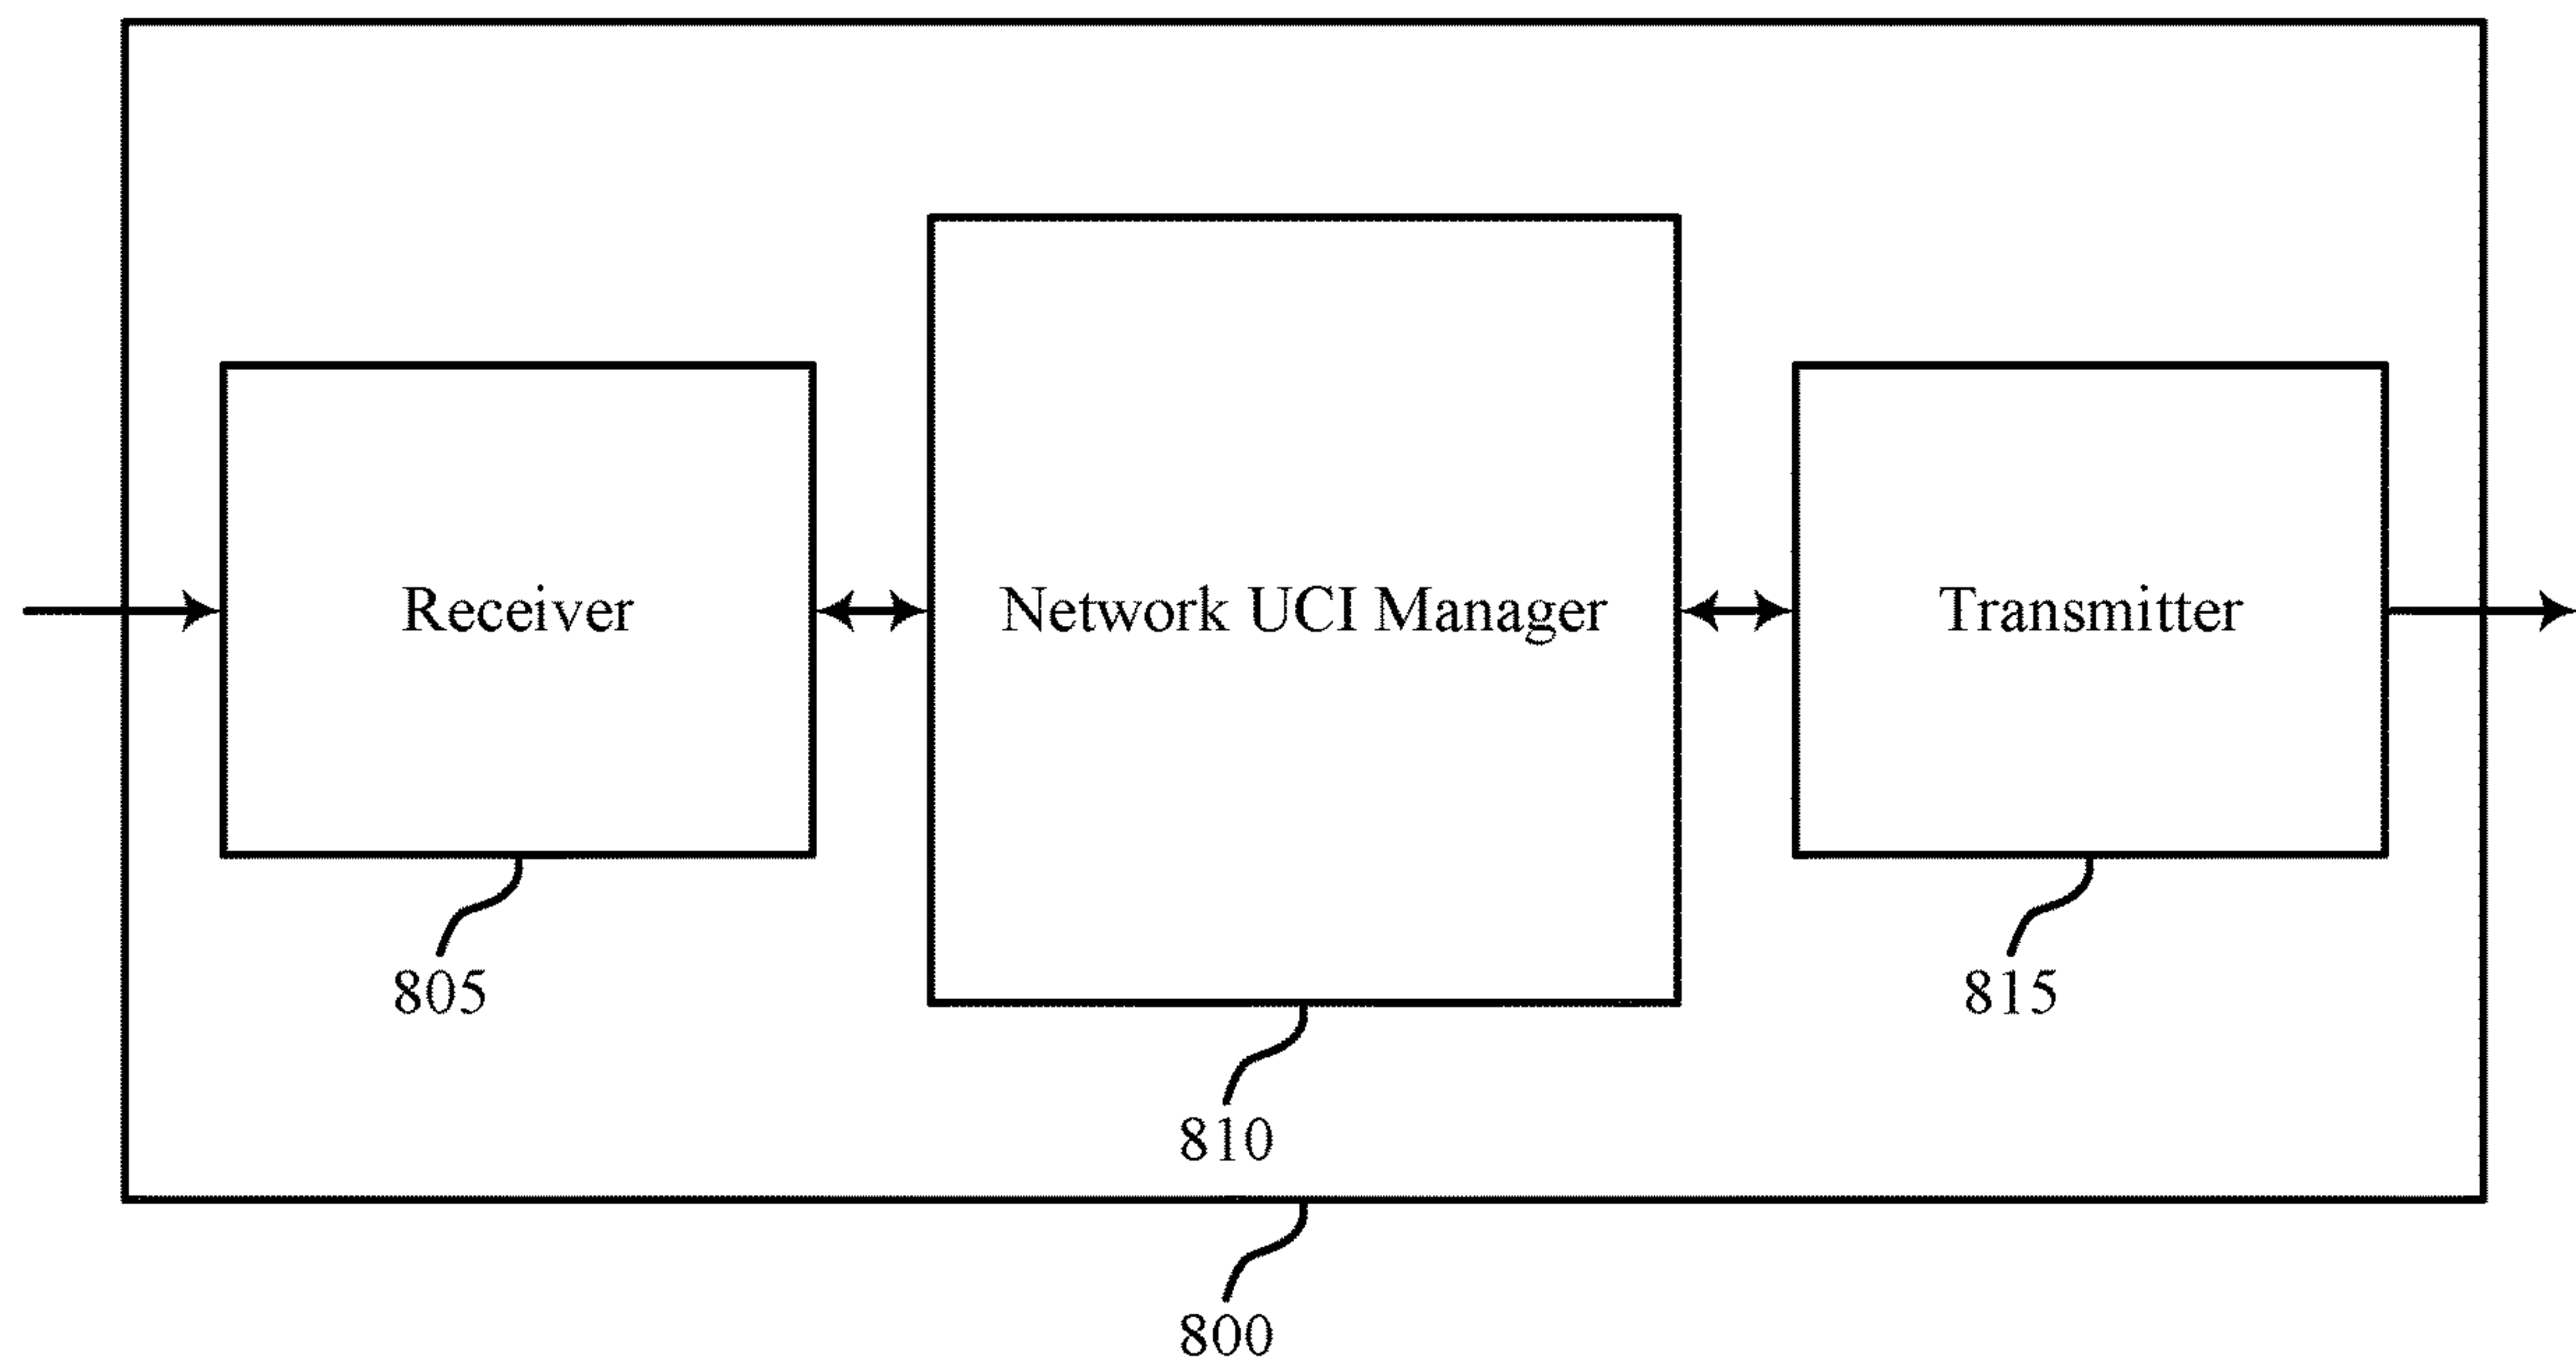 Receiver
Network UCI Manager
Transmitter
805
815
810
800